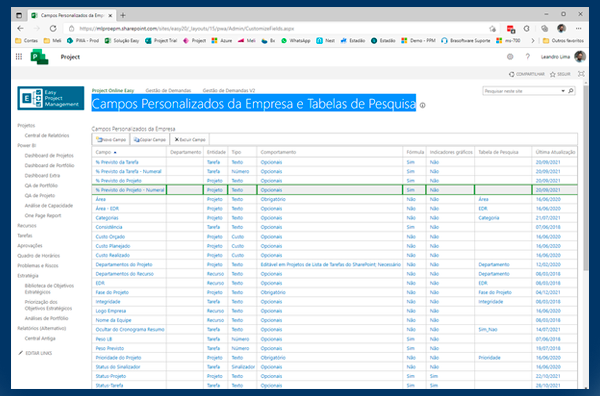 Campos Personalizados da Empresa
https://mlproepm.sharepoint.com/sites/easy20/_layouts/15/pwa/Admin/CustomizeFields.aspx
Contas Meli PWA - Prod Solução Easy Project Trial Project Azure Meet Ex WhatsApp Nest Estadão Demo - PPM Brasoftware Suporte ms-700 Outros favoritos
Project Leandro Lima
COMPARTILHAR SEGUIR
Easy Project Management
Project Online Easy Gestão de Demandas Gestão de Demandas V2
Pesquisar neste site
Campos Personalizados da Empresa e Tabelas de Pesquisa
Projetos
Central de Relatórios
Power BI
Dashboard de Projetos
Dashboard de Portfólio
Dashboard Extra
QA de Portfólio
QA de Projeto
Análise de Capacidade
One Page Report
Recursos
Tarefas
Aprovações
Quadro de Horários
Problemas e Riscos
Estratégia
Biblioteca de Objetivos Estratégicos
Priorização dos Objetivos Estratégicos
Análises de Portfólio
Relatórios (Alternativo)
Central Antiga
EDITAR LINKS
Campos Personalizados da Empresa
Novo Campo Copiar Campo Excluir Campo
Campo Departamento Entidade Tipo Comportamento Fórmula Indicadores gráficos Tabela de Pesquisa Última Atualização
% Previsto da Tarefa Tarefa Texto Opcionais Sim Não 20/09/2021
% Previsto da Tarefa - Numeral Tarefa Número Opcionais Sim Não 20/09/2021
% Previsto do Projeto Projeto Texto Opcionais Sim Não 20/09/2021
% Previsto do Projeto - Numeral Projeto Texto Opcionais Sim Não 20/09/2021
Área Projeto Texto Obrigatório Não Não Área 16/06/2020
Área - EDR Projeto Texto Opcionais Não Não EDR 16/06/2020
Categorias Projeto Texto Opcionais Não Não Categoria 21/07/2021
Consistência Tarefa Texto Opcionais Sim Não 07/06/2018
Custo Orçado Projeto Custo Opcionais Não Não 16/06/2020
Custo Planejado Projeto Custo Opcionais Não Não 16/06/2020
Custo Realizado Projeto Custo Opcionais Não Não 16/06/2020
Departamentos do Projeto Projeto Texto Editável em Projetos da Lista de Tarefas do SharePoint; Necessário Não Não Departamento 12/02/2020
Departamentos do Recurso Recurso Texto Opcionais Não Não Departamento 06/03/2018
EDR Recurso Texto Opcionais Não Não EDR 06/03/2018
Fase do Projeto Projeto Texto Obrigatório Não Não Fase do Projeto 04/12/2021
Integridade Tarefa Texto Opcionais Não Não Integridade 06/03/2018
Logo Empresa Projeto Texto Opcionais Não Não 16/06/2020
Nome da Equipe Recurso Texto Opcionais Não Não 06/03/2018
Ocultar do Cronograma Resumo Tarefa Texto Opcionais Não Não Sim_Nao 14/07/2021
Peso LB Tarefa Número Opcionais Sim Não 07/06/2018
Peso Previsto Tarefa Número Opcionais Sim Não 19/07/2018
Prioridade do Projeto Projeto Texto Obrigatório Não Não Prioridade 16/06/2020
Status do Sinalizador Tarefa Sinalizador Opcionais Não Não 16/06/2020
Status Projeto Projeto Texto Opcionais Sim Sim 22/10/2021
Status Tarefa Tarefa Texto Opcionais Sim Sim 28/10/2021